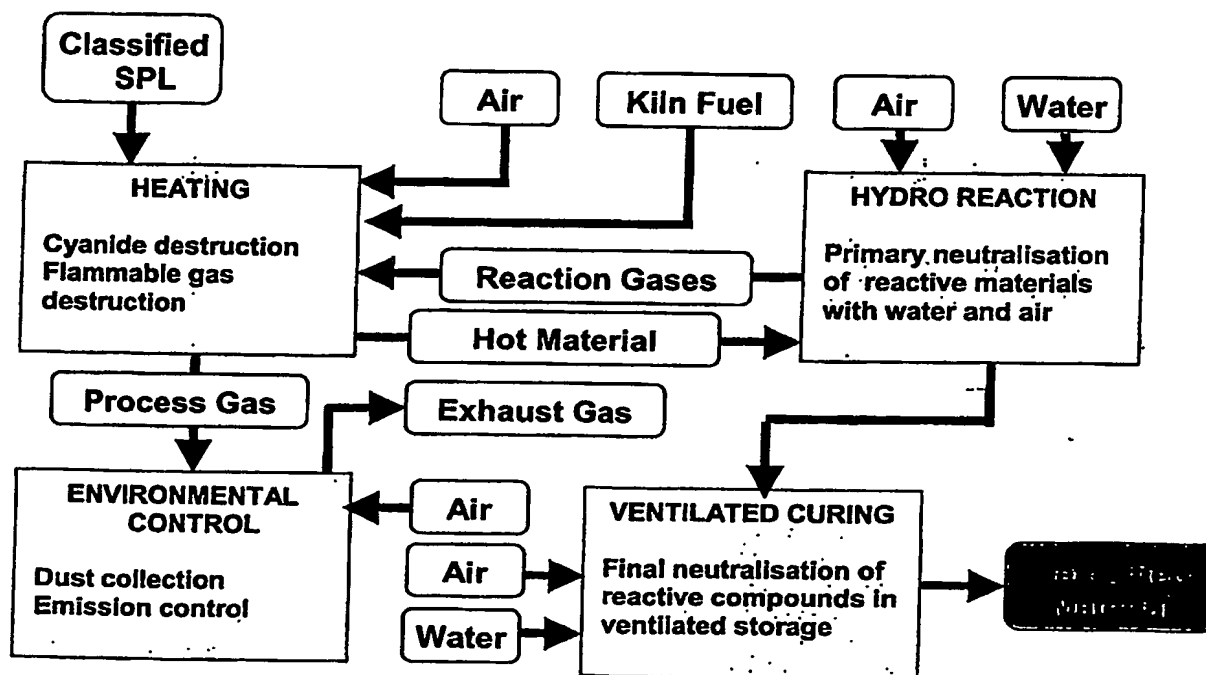 Classified
SPL
Air
Kiln Fuel
Air
Water
HEATING
Cyanide destruction
Flammable gas
destruction
HYDRO REACTION
Primary neutralisation
of reactive materials
with water and air
Reaction Gases
Hot Material
Process Gas
Exhaust Gas
ENVIRONMENTAL
CONTROL
Dust collection
Emission control
Air
Air
Water
VENTILATED CURING
Final neutralisation of
reactive compounds in
ventilated storage